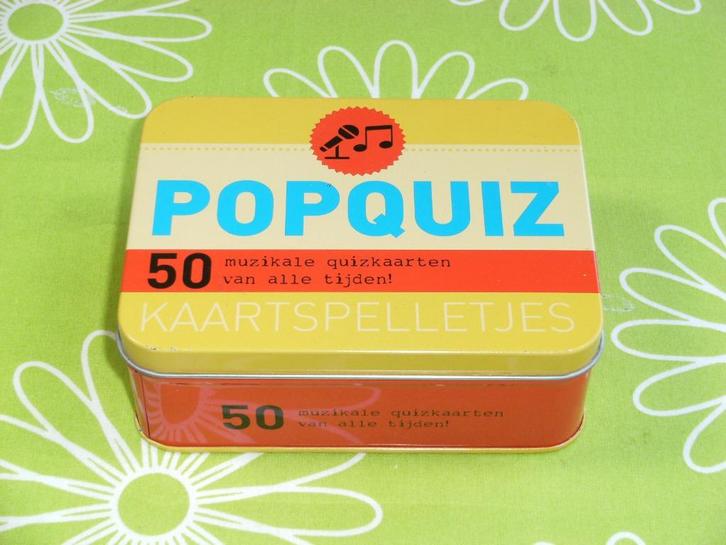 POPQUIZ
50 muzikale quizkaarten
van alle tijden!
KAARTSPELLETJES
50 muzikale quizkaarten
van alle tijden!